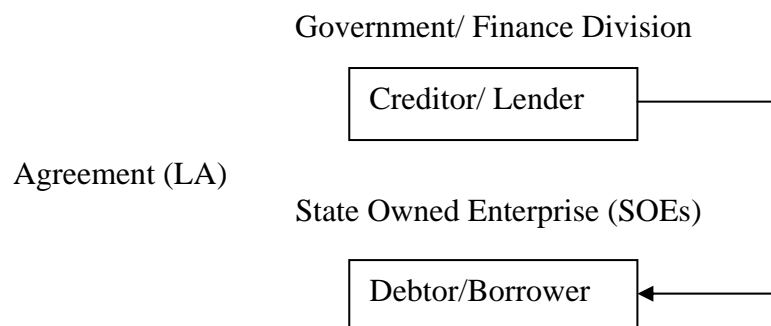 Government/ Finance Division
Creditor/ Lender
Agreement (LA)
State Owned Enterprise (SOEs)
Debtor/Borrower